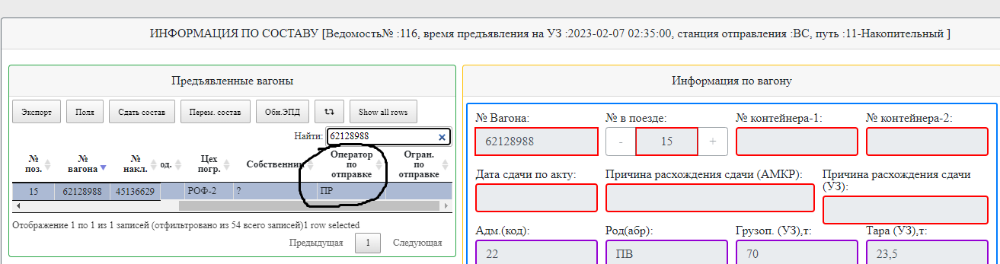 ИНФОРМАЦИЯ ПО СОСТАВУ [Ведомость№ :116, время предъявления на УЗ :2023-02-07 02:35:00, станция отправления :ВС, путь :11-Накопительный ]
Предъявленные вагоны
Экспорт Поля Сдать состав Перем. состав Обн.ЭПД Show all rows
Найти: 62128988
№ поз. № вагона № накл. од. Цех погр. Собственник Оператор по отправке Огран. по отправке
15 62128988 45136629 РОФ-2 ? ПР
Отображение 1 по 1 из 1 записей (отфильтровано из 54 всего записей)1 row selected
Предыдущая 1 Следующая
Информация по вагону
№ Вагона: № в поезде: № контейнера-1: № контейнера-2:
62128988 - 15 +
Дата сдачи по акту: Причина расхождения сдачи (АМКР): Причина расхождения сдачи (УЗ):
Адм.(код): Род(абр): Грузоп. (УЗ),т: Тара (УЗ),т:
22 ПВ 70 23,5